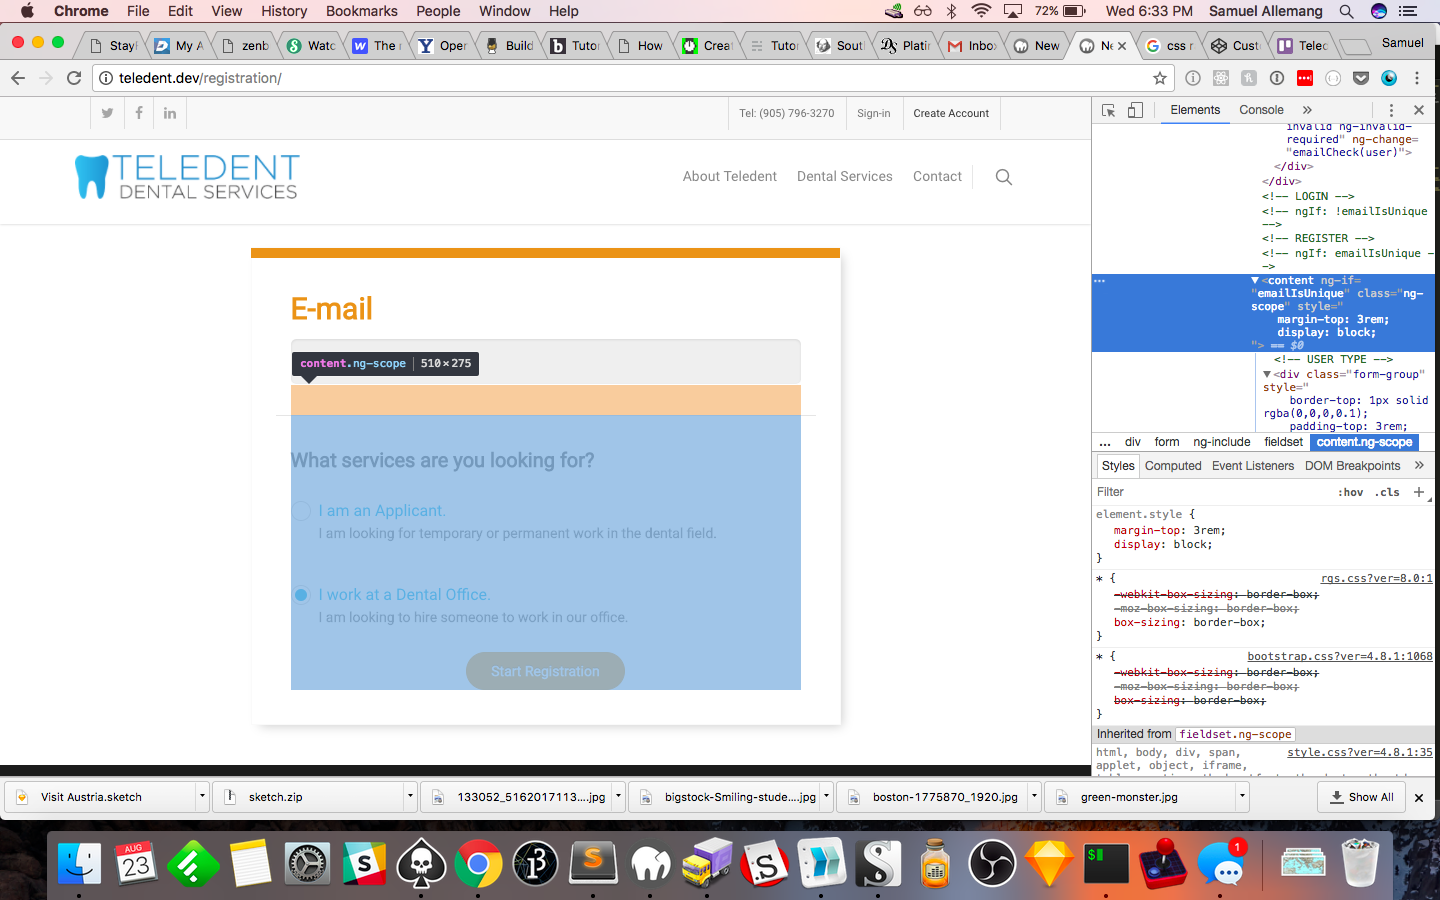 Chrome File Edit View History Bookmarks People Window Help 72% Wed 6:33 PM Samuel Allemang
Stay My A zenb Watc The Oper Build Tutor How Creat Tutor Sout Platin Inbo New Ne css r Cust Telec Samuel
teledent.dev/registration/
Tel: (905) 796-3270 Sign-in Create Account
TELEDENT
DENTAL SERVICES
About Teledent Dental Services Contact
E-mail
content.ng-scope 510×275
What services are you looking for?
I am an Applicant.
I am looking for temporary or permanent work in the dental field.
I work at a Dental Office.
I am looking to hire someone to work in our office.
Start Registration
Elements Console »
invalid ng-invalid-
required" ng-change=
"emailCheck(user)">
</div>
</div>
<!-- LOGIN -->
<!-- ngIf: !emailIsUnique
-->
<!-- REGISTER -->
<!-- ngIf: emailIsUnique -
->
<content ng-if=
"emailIsUnique" class="ng-
scope" style="
margin-top: 3rem;
display: block;
"> == $0
<!-- USER TYPE -->
<div class="form-group"
style="
border-top: 1px solid
rgba(0,0,0,0.1);
padding-top: 3rem;
... div form ng-include fieldset content.ng-scope
Styles Computed Event Listeners DOM Breakpoints »
Filter :hov .cls +
element.style {
margin-top: 3rem;
display: block;
}
* { rgs.css?ver=8.0:1
-webkit-box-sizing: border-box;
-moz-box-sizing: border-box;
box-sizing: border-box;
}
* { bootstrap.css?ver=4.8.1:1068
-webkit-box-sizing: border-box;
-moz-box-sizing: border-box;
box-sizing: border-box;
}
Inherited from fieldset.ng-scope
html, body, div, span, style.css?ver=4.8.1:35
applet, object, iframe,
Visit Austria.sketch sketch.zip 133052_5162017113....jpg bigstock-Smiling-stude....jpg boston-1775870_1920.jpg green-monster.jpg Show All
AUG
23
1